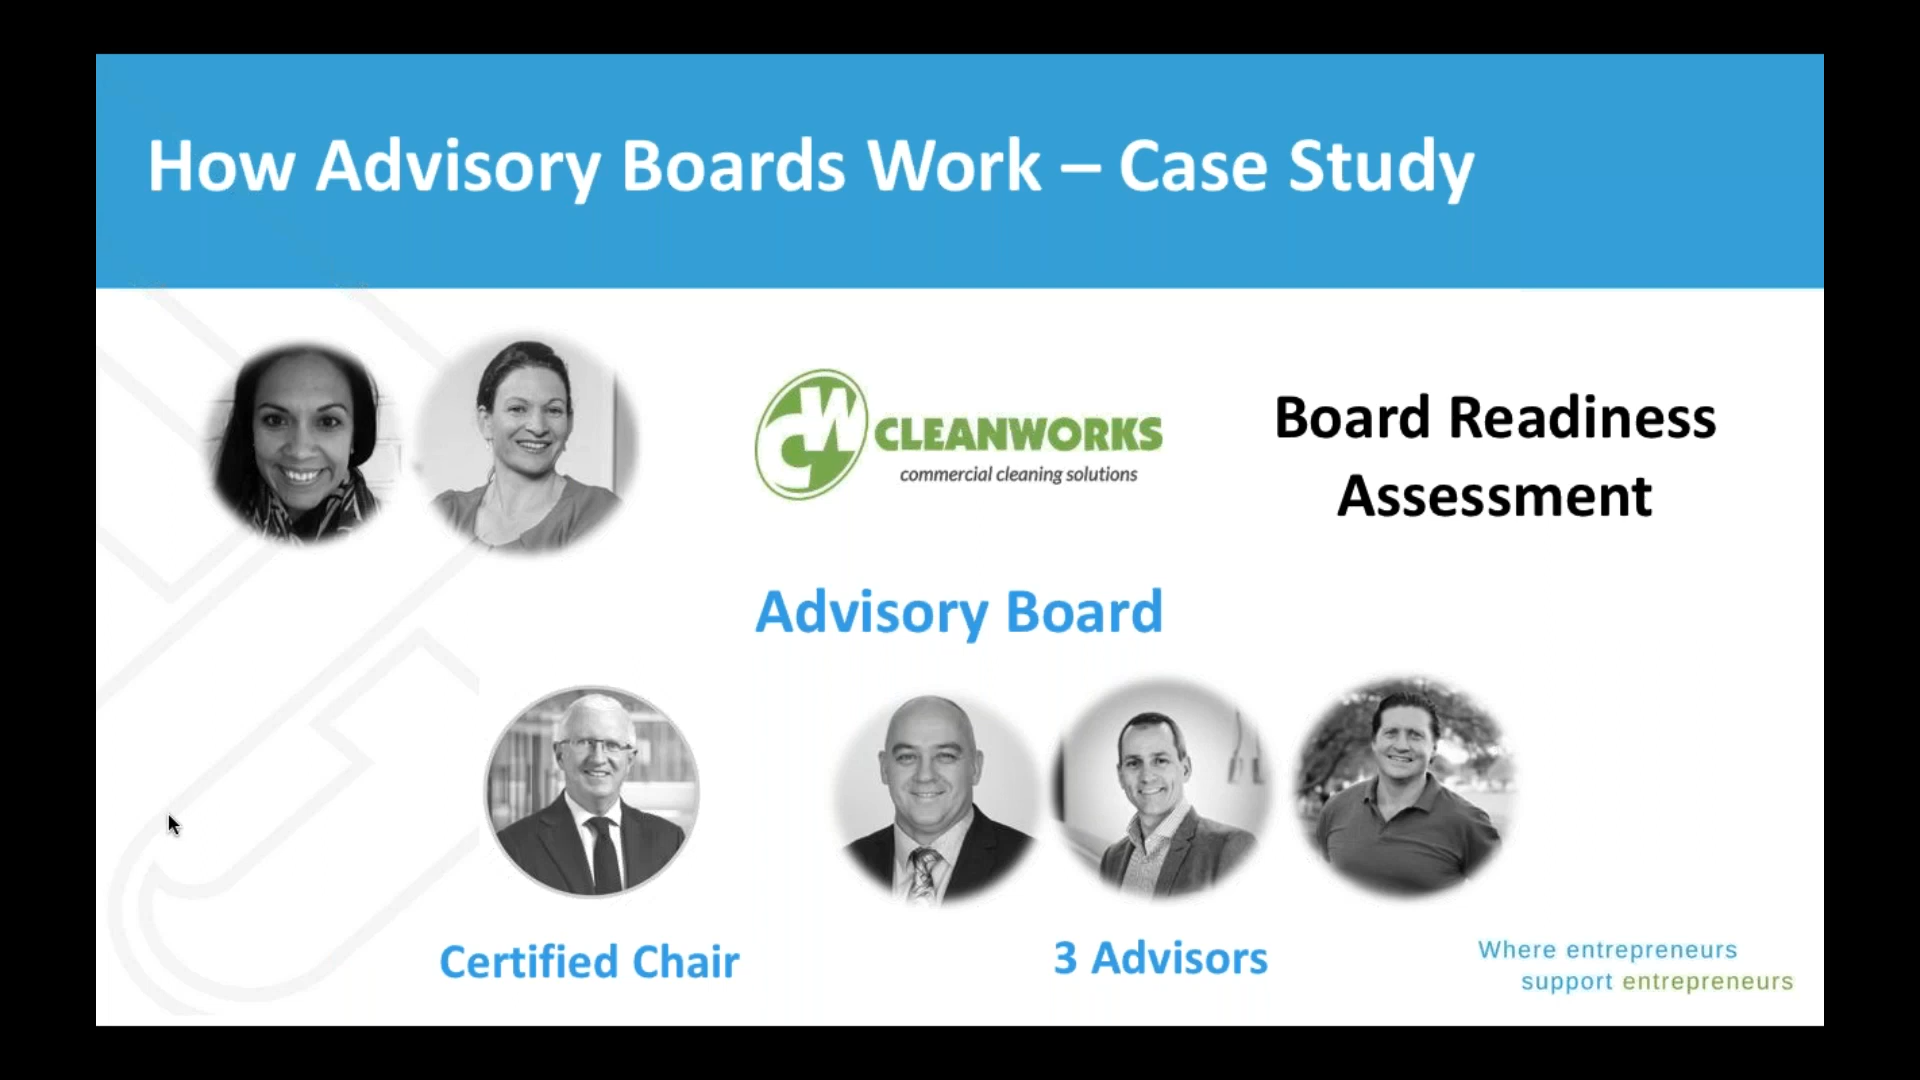 How Advisory Boards Work – Case Study
CW
CLEANWORKS
commercial cleaning solutions
Board Readiness
Assessment
Advisory Board
Certified Chair
3 Advisors
Where entrepreneurs
support entrepreneurs